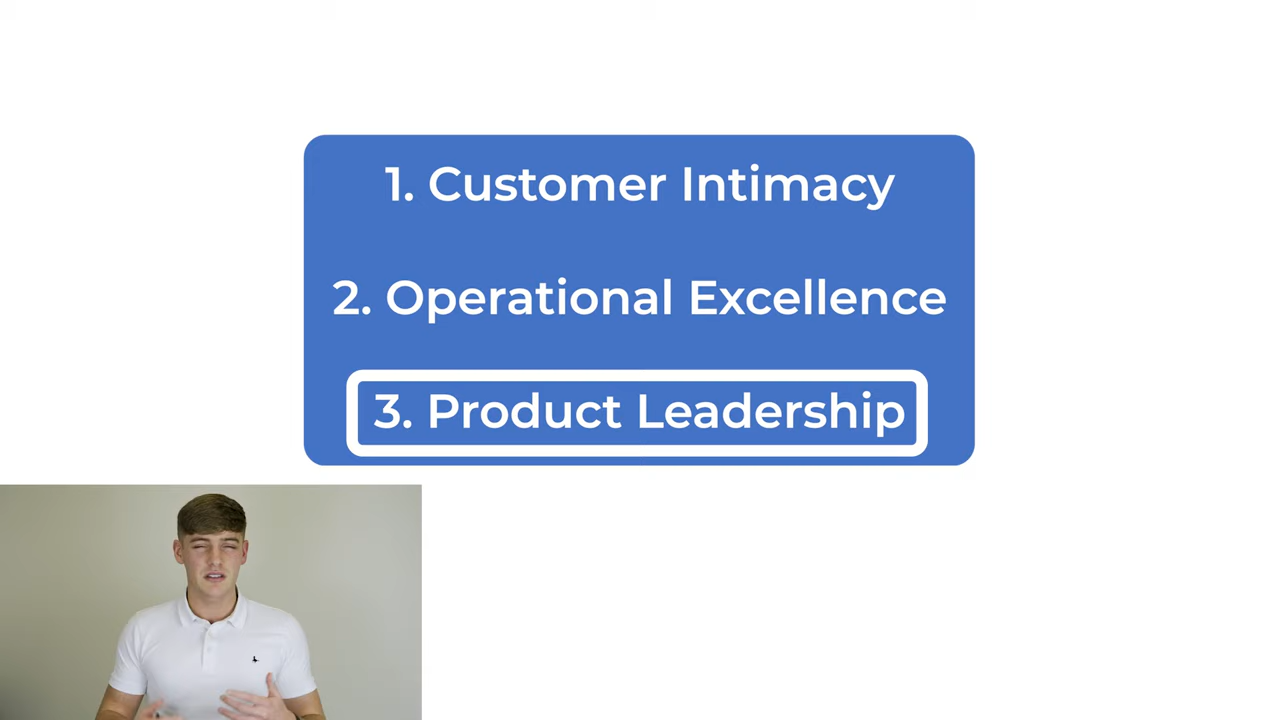 1. Customer Intimacy
2. Operational Excellence
3. Product Leadership